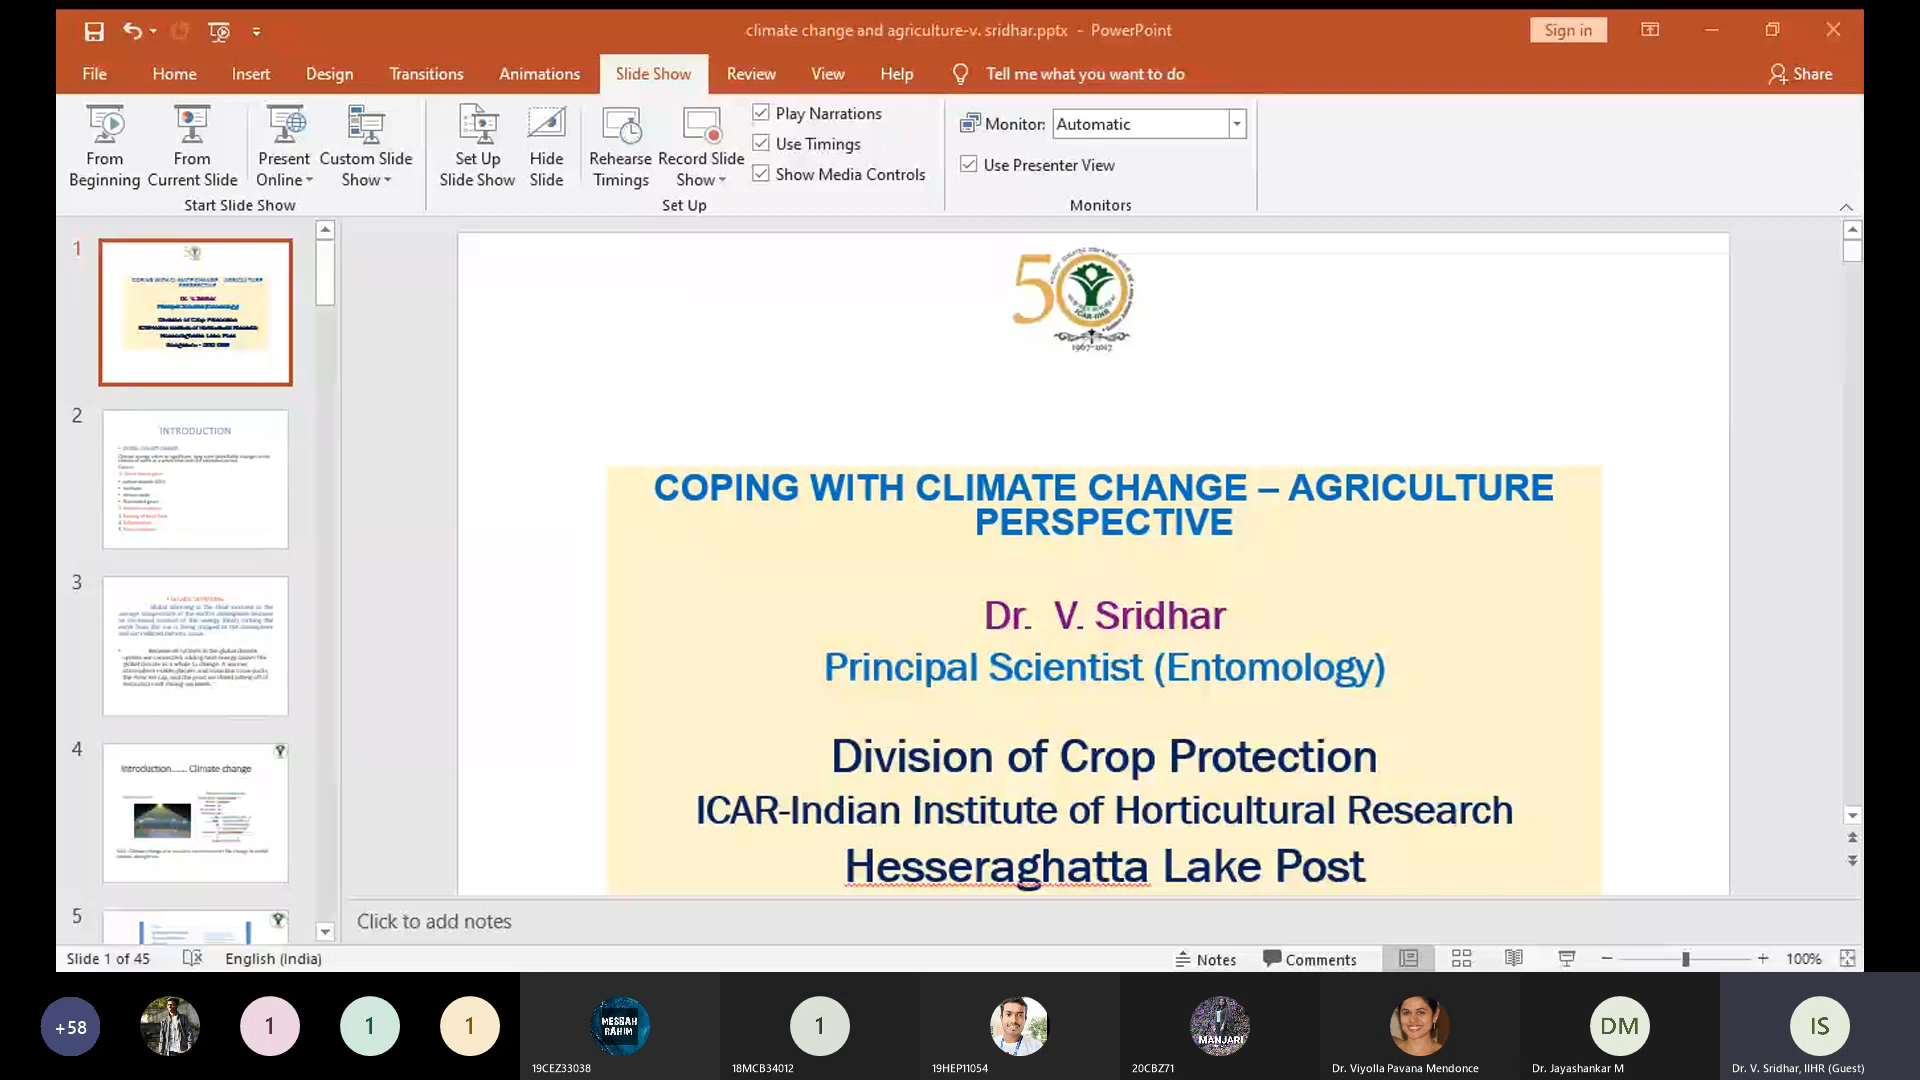 climate change and agriculture-v. sridhar.pptx - PowerPoint
Sign in
File Home Insert Design Transitions Animations Slide Show Review View Help Tell me what you want to do Share
From Beginning
From Current Slide
Present Online
Custom Slide Show
Start Slide Show
Set Up Slide Show
Hide Slide
Rehearse Timings
Record Slide Show
Play Narrations
Use Timings
Show Media Controls
Set Up
Monitor: Automatic
Use Presenter View
Monitors
1
2
INTRODUCTION
3
4
Introduction....... Climate change
5
50
ICAR-IIHR
1967-2017
COPING WITH CLIMATE CHANGE – AGRICULTURE
PERSPECTIVE
Dr. V. Sridhar
Principal Scientist (Entomology)
Division of Crop Protection
ICAR-Indian Institute of Horticultural Research
Hesseraghatta Lake Post
Click to add notes
Slide 1 of 45 English (India) Notes Comments 100%
+58 1 1 1 MESBAH RAHIM 1 MANJARI DM IS
19CEZ33038 18MCB34012 19HEP11054 20CBZ71 Dr. Viyolla Pavana Mendonce Dr. Jayashankar M Dr. V. Sridhar, IIHR (Guest)